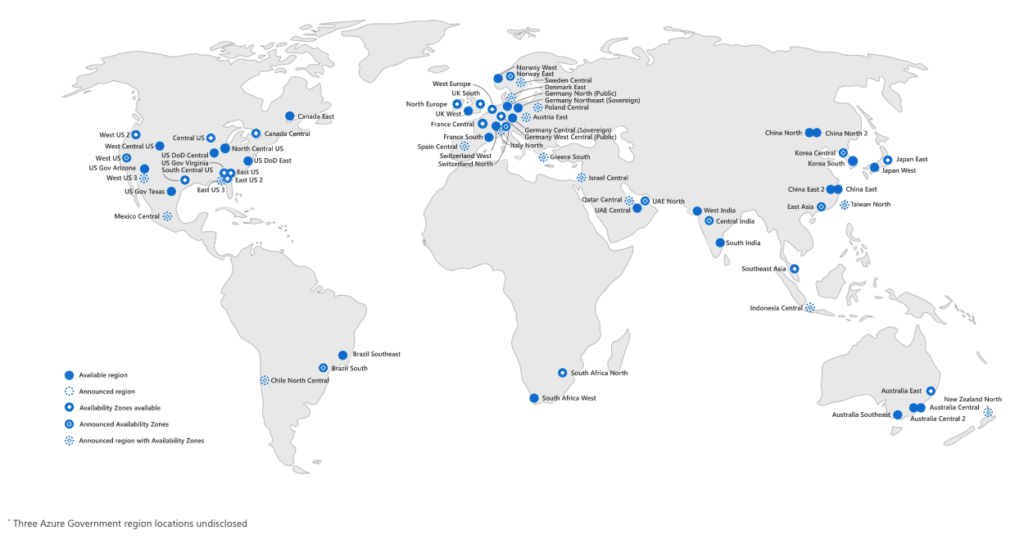 Norway West
Norway East
Sweden Central
Denmark East
West Europe
UK South
Germany North (Public)
Germany Northeast (Sovereign)
North Europe
Poland Central
UK West
Austria East
France Central
Germany Central (Sovereign)
Germany West Central (Public)
France South
Italy North
Spain Central
Switzerland West
Switzerland North
Greece South
Israel Central
Canada East
West US 2
Canada Central
Central US
West Central US
North Central US
US DoD Central
West US
US DoD East
US Gov Virginia
US Gov Arizona
South Central US
East US
West US 3
East US 2
US Gov Texas
East US 3
Mexico Central
Qatar Central
UAE North
UAE Central
China North
China North 2
Korea Central
Japan East
Korea South
Japan West
China East 2
China East
East Asia
Taiwan North
West India
Central India
South India
Southeast Asia
Indonesia Central
Brazil Southeast
Brazil South
Chile North Central
South Africa North
South Africa West
Australia East
New Zealand North
Australia Central
Australia Southeast
Australia Central 2
Available region
Announced region
Availability Zones available
Announced Availability Zones
Announced region with Availability Zones
* Three Azure Government region locations undisclosed